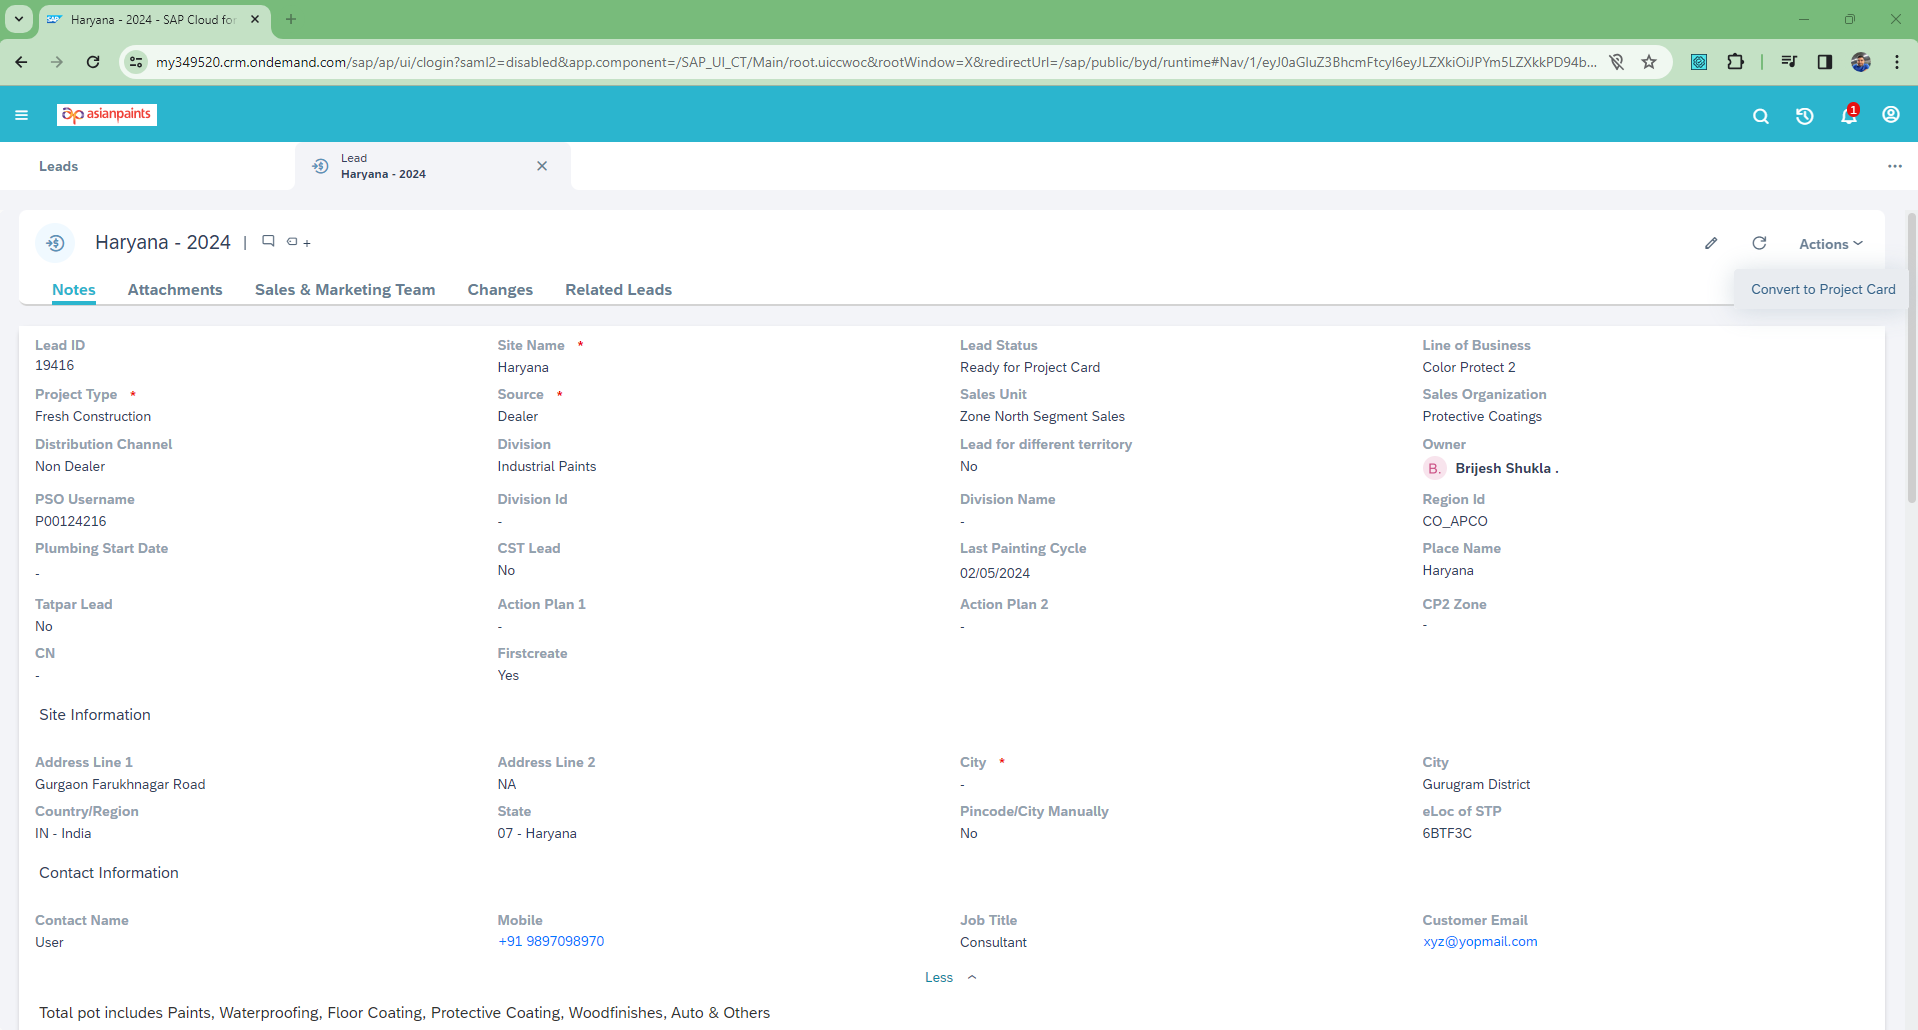 Haryana - 2024 - SAP Cloud for
my349520.crm.ondemand.com/sap/ap/ui/clogin?saml2=disabled&app.component=/SAP_UI_CT/Main/root.uiccwoc&rootWindow=X&redirectUrl=/sap/public/byd/runtime#Nav/1/eyJ0aGluZ3BhcmFtcyI6eyJLZXkiOiJPYm5LZXkkPD94b...
asianpaints
1
Leads
Lead
Haryana - 2024
Haryana - 2024 |
Actions
Notes Attachments Sales & Marketing Team Changes Related Leads
Convert to Project Card
Lead ID Site Name * Lead Status Line of Business
19416 Haryana Ready for Project Card Color Protect 2
Project Type * Source * Sales Unit Sales Organization
Fresh Construction Dealer Zone North Segment Sales Protective Coatings
Distribution Channel Division Lead for different territory Owner
Non Dealer Industrial Paints No B. Brijesh Shukla .
PSO Username Division Id Division Name Region Id
P00124216 - - CO_APCO
Plumbing Start Date CST Lead Last Painting Cycle Place Name
- No 02/05/2024 Haryana
Tatpar Lead Action Plan 1 Action Plan 2 CP2 Zone
No - - -
CN Firstcreate
- Yes
Site Information
Address Line 1 Address Line 2 City * City
Gurgaon Farukhnagar Road NA - Gurugram District
Country/Region State Pincode/City Manually eLoc of STP
IN - India 07 - Haryana No 6BTF3C
Contact Information
Contact Name Mobile Job Title Customer Email
User +91 9897098970 Consultant xyz@yopmail.com
Less
Total pot includes Paints, Waterproofing, Floor Coating, Protective Coating, Woodfinishes, Auto & Others